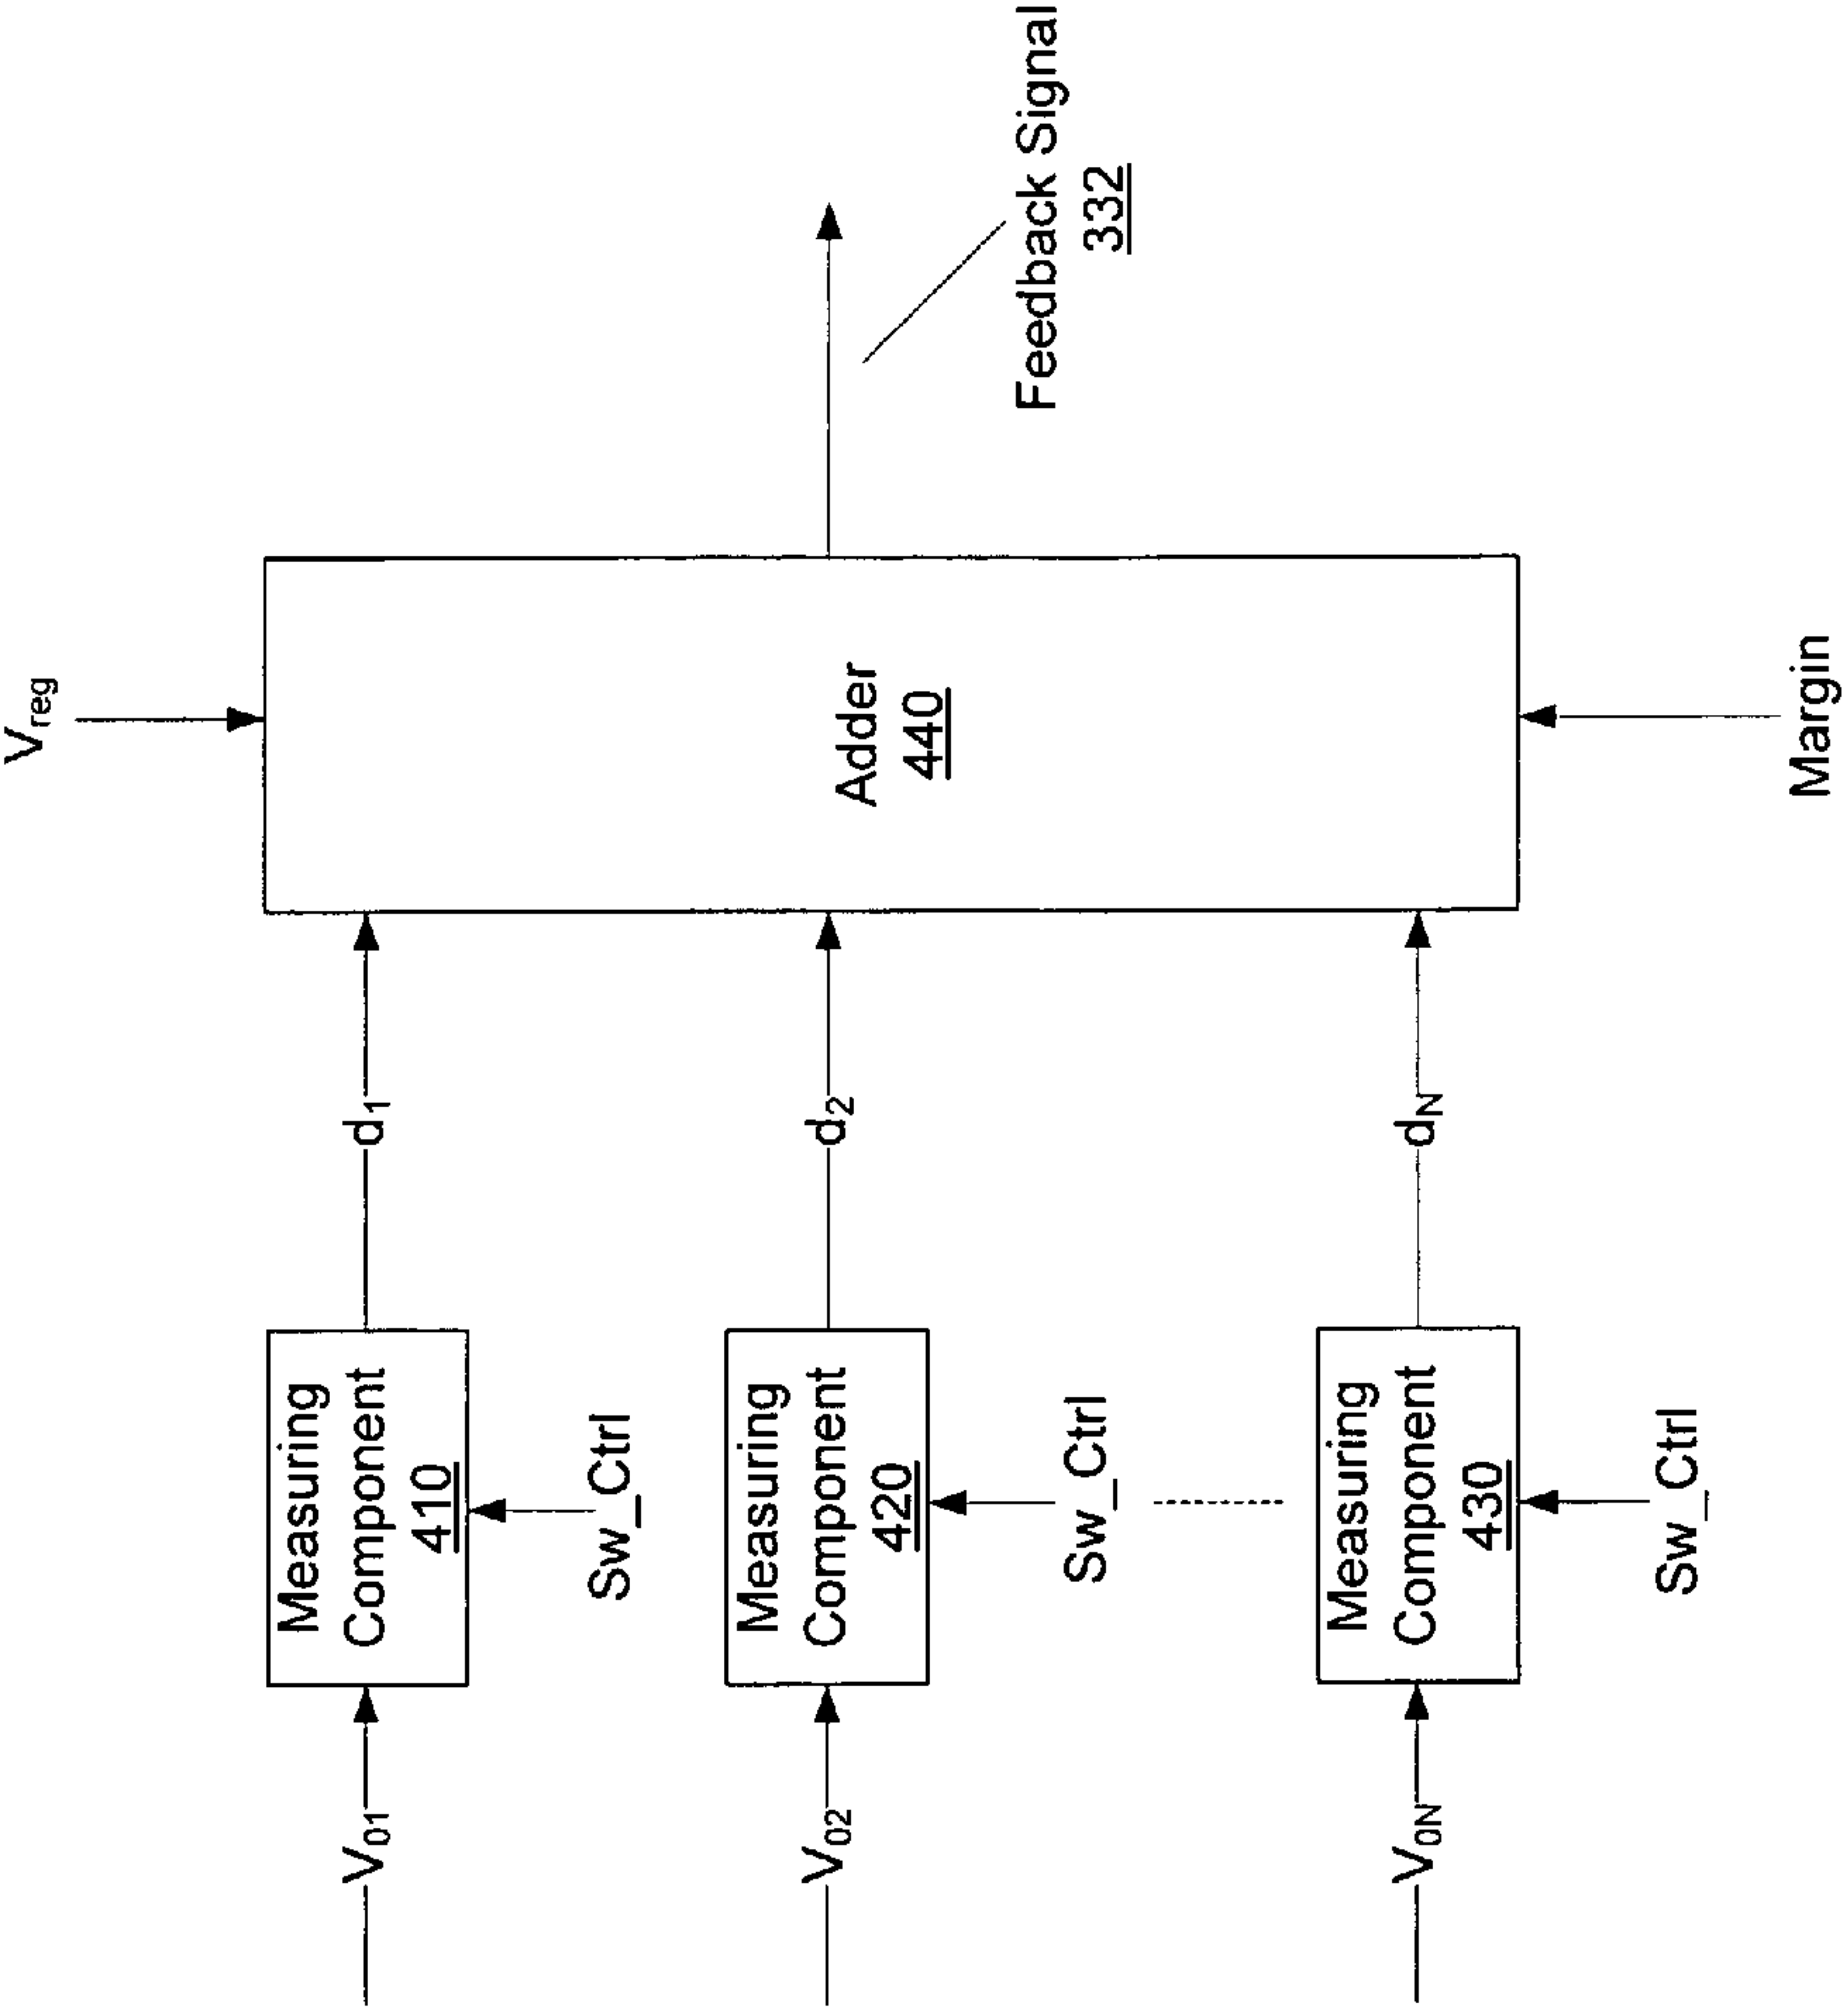 V01
Measuring
Component
410
Sw_Ctrl
d1
V02
Measuring
Component
420
Sw_Ctrl
d2
V0N
Measuring
Component
430
Sw_Ctrl
dN
Vreg
Adder
440
Margin
Feedback Signal
332